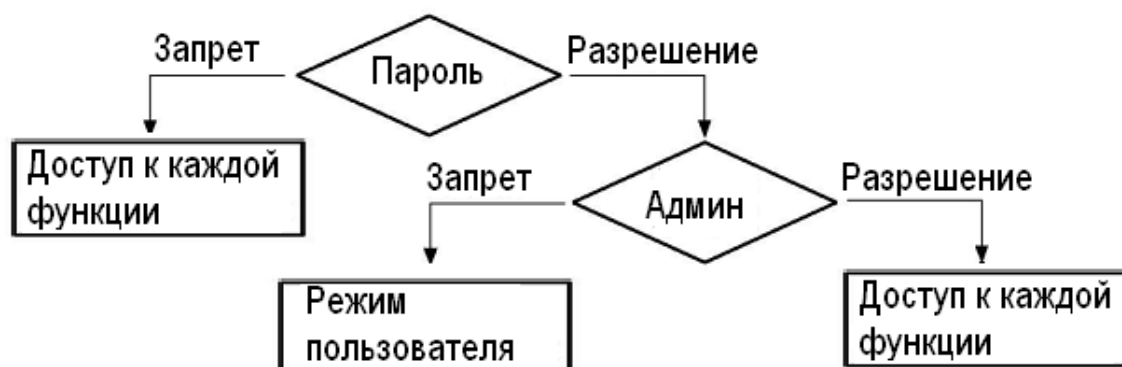 Запрет
Пароль
Разрешение
Доступ к каждой
функции
Запрет
Админ
Разрешение
Режим
пользователя
Доступ к каждой
функции